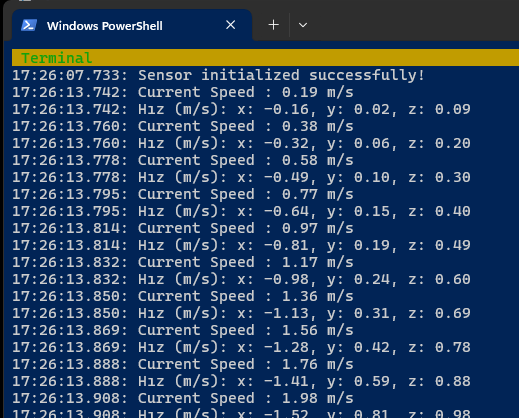 Windows PowerShell
Terminal
17:26:07.733: Sensor initialized successfully!
17:26:13.742: Current Speed : 0.19 m/s
17:26:13.742: Hız (m/s): x: -0.16, y: 0.02, z: 0.09
17:26:13.760: Current Speed : 0.38 m/s
17:26:13.760: Hız (m/s): x: -0.32, y: 0.06, z: 0.20
17:26:13.778: Current Speed : 0.58 m/s
17:26:13.778: Hız (m/s): x: -0.49, y: 0.10, z: 0.30
17:26:13.795: Current Speed : 0.77 m/s
17:26:13.795: Hız (m/s): x: -0.64, y: 0.15, z: 0.40
17:26:13.814: Current Speed : 0.97 m/s
17:26:13.814: Hız (m/s): x: -0.81, y: 0.19, z: 0.49
17:26:13.832: Current Speed : 1.17 m/s
17:26:13.832: Hız (m/s): x: -0.98, y: 0.24, z: 0.60
17:26:13.850: Current Speed : 1.36 m/s
17:26:13.850: Hız (m/s): x: -1.13, y: 0.31, z: 0.69
17:26:13.869: Current Speed : 1.56 m/s
17:26:13.869: Hız (m/s): x: -1.28, y: 0.42, z: 0.78
17:26:13.888: Current Speed : 1.76 m/s
17:26:13.888: Hız (m/s): x: -1.41, y: 0.59, z: 0.88
17:26:13.908: Current Speed : 1.98 m/s
17:26:13.908: Hız (m/s): x: -1.52, y: 0.81, z: 0.98